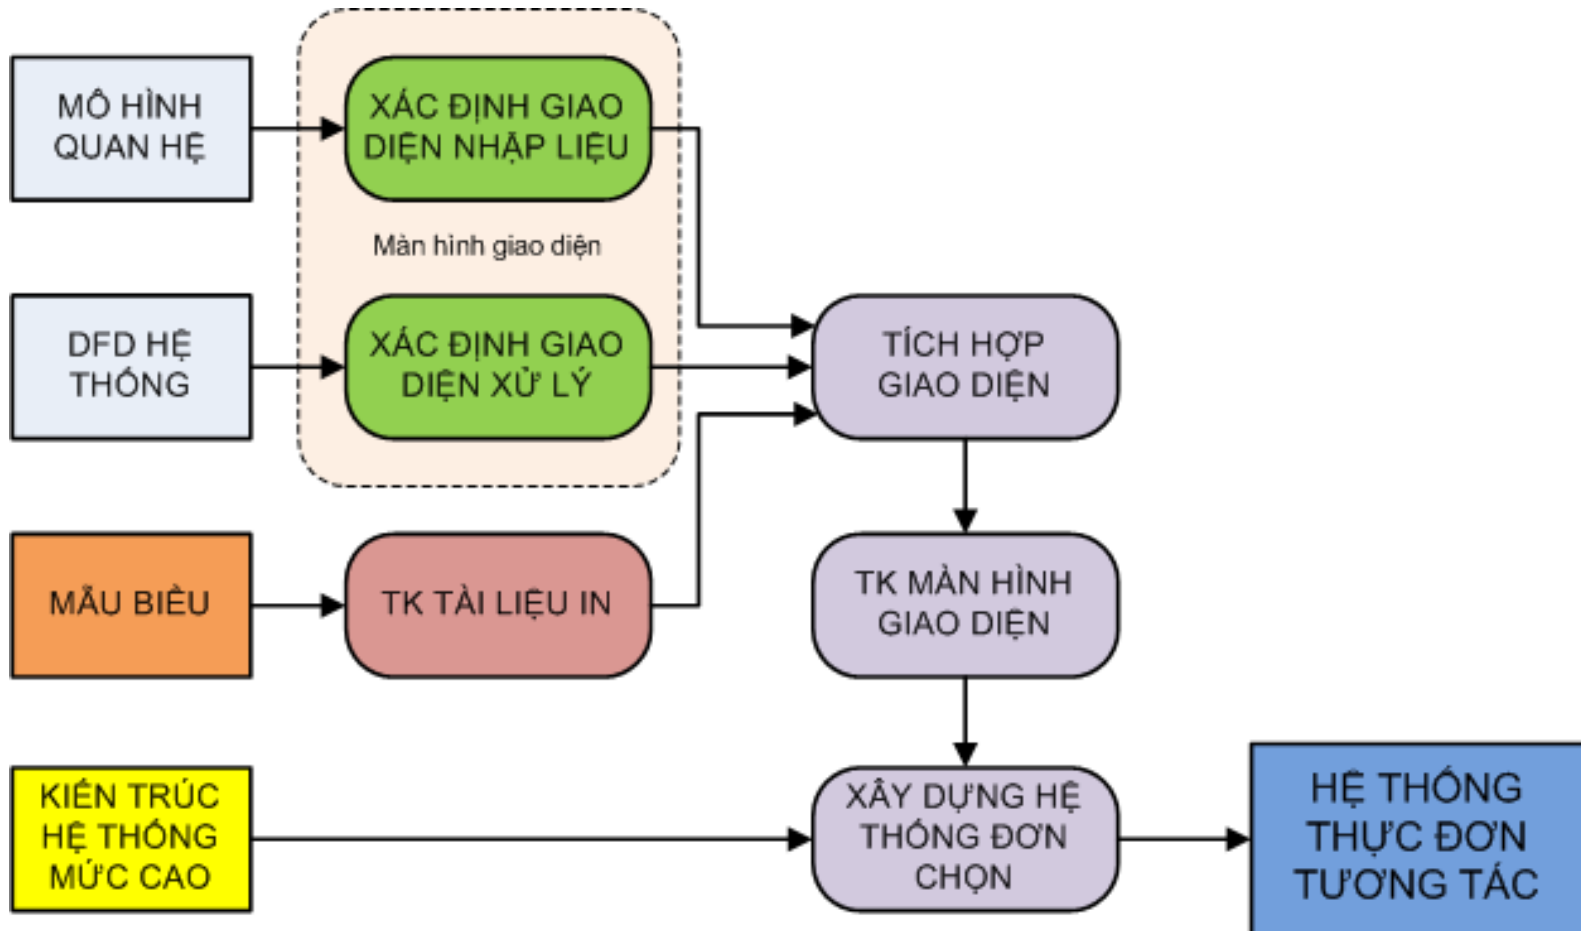 MÔ HÌNH
QUAN HỆ
XÁC ĐỊNH GIAO
DIỆN NHẬP LIỆU
Màn hình giao diện
DFD HỆ
THỐNG
XÁC ĐỊNH GIAO
DIỆN XỬ LÝ
TÍCH HỢP
GIAO DIỆN
MẪU BIỂU
TK TÀI LIỆU IN
TK MÀN HÌNH
GIAO DIỆN
KIẾN TRÚC
HỆ THỐNG
MỨC CAO
XÂY DỰNG HỆ
THỐNG ĐƠN
CHỌN
HỆ THỐNG
THỰC ĐƠN
TƯƠNG TÁC